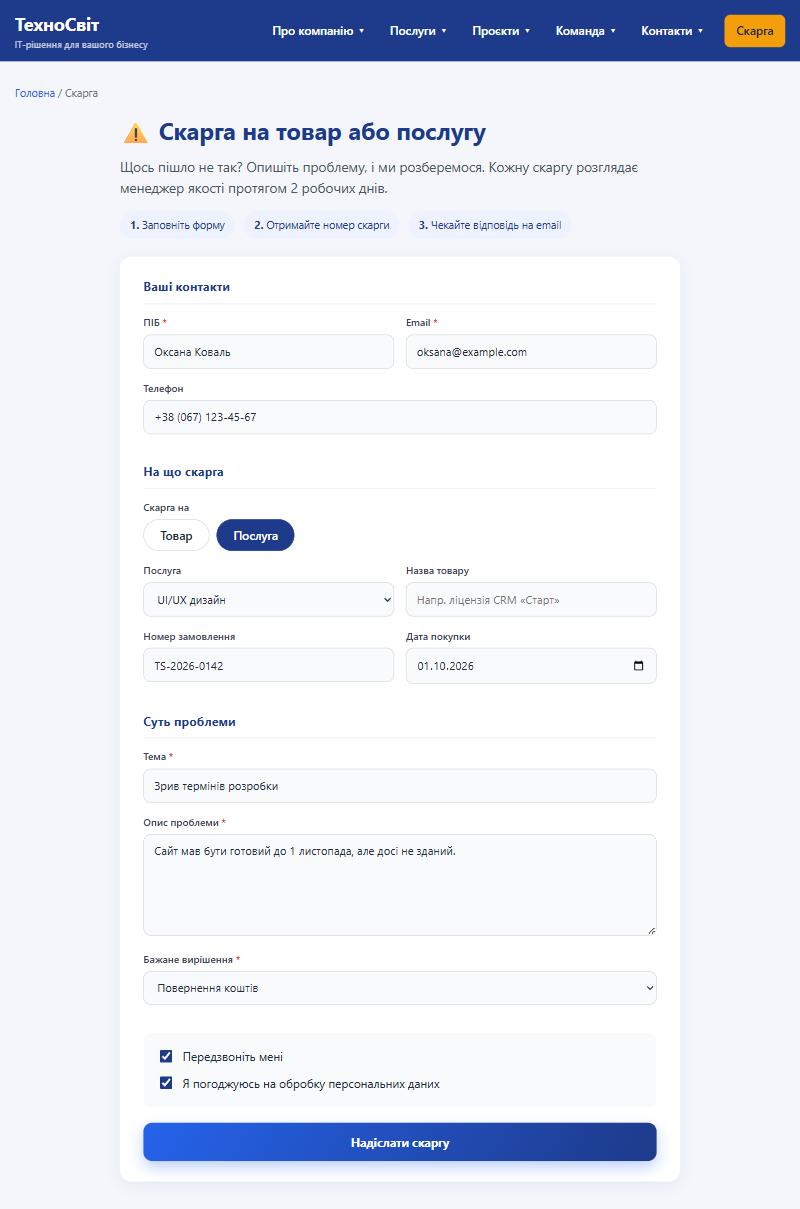 ТехноСвіт
ІТ-рішення для вашого бізнесу
Про компанію ▾ Послуги ▾ Проєкти ▾ Команда ▾ Контакти ▾ Скарга
Головна / Скарга
⚠️ Скарга на товар або послугу
Щось пішло не так? Опишіть проблему, і ми розберемося. Кожну скаргу розглядає
менеджер якості протягом 2 робочих днів.
1. Заповніть форму 2. Отримайте номер скарги 3. Чекайте відповідь на email
Ваші контакти
ПІБ * Email *
Оксана Коваль oksana@example.com
Телефон
+38 (067) 123-45-67
На що скарга
Скарга на
Товар Послуга
Послуга Назва товару
UI/UX дизайн Напр. ліцензія CRM «Старт»
Номер замовлення Дата покупки
TS-2026-0142 01.10.2026
Суть проблеми
Тема *
Зрив термінів розробки
Опис проблеми *
Сайт мав бути готовий до 1 листопада, але досі не зданий.
Бажане вирішення *
Повернення коштів
Передзвоніть мені
Я погоджуюсь на обробку персональних даних
Надіслати скаргу